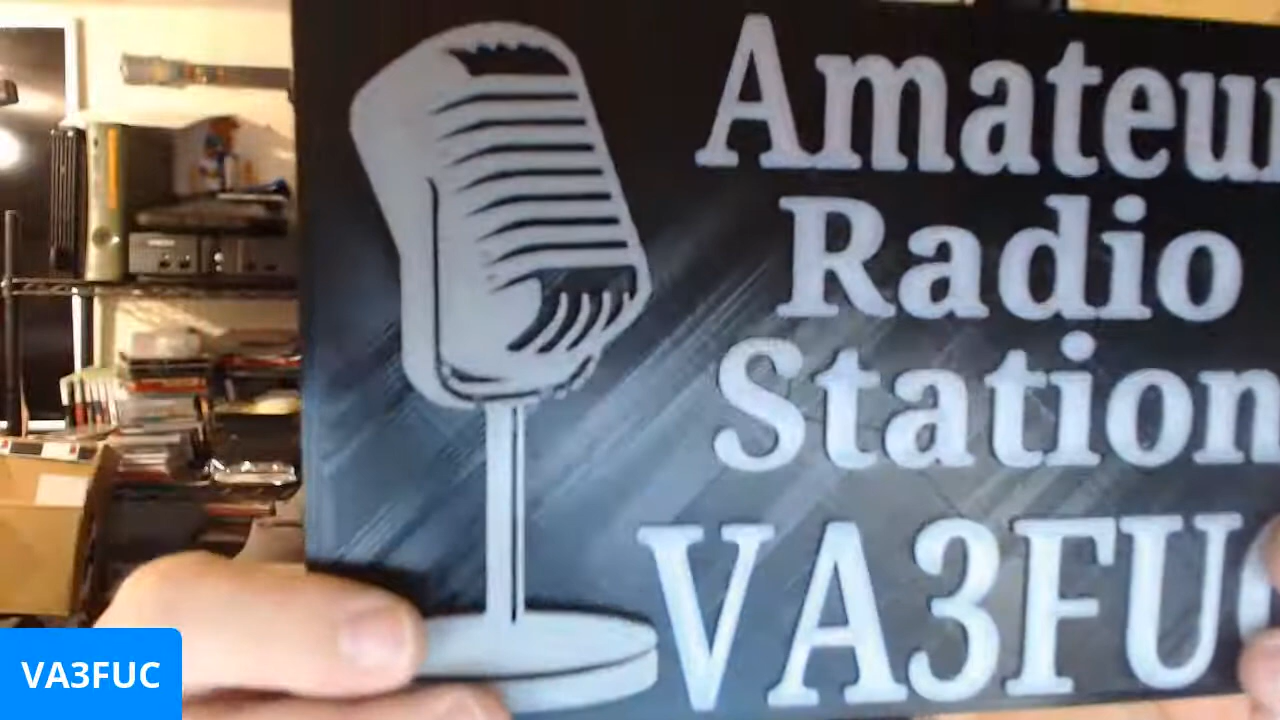 Amateur
Radio
Station
VA3FUC
VA3FUC